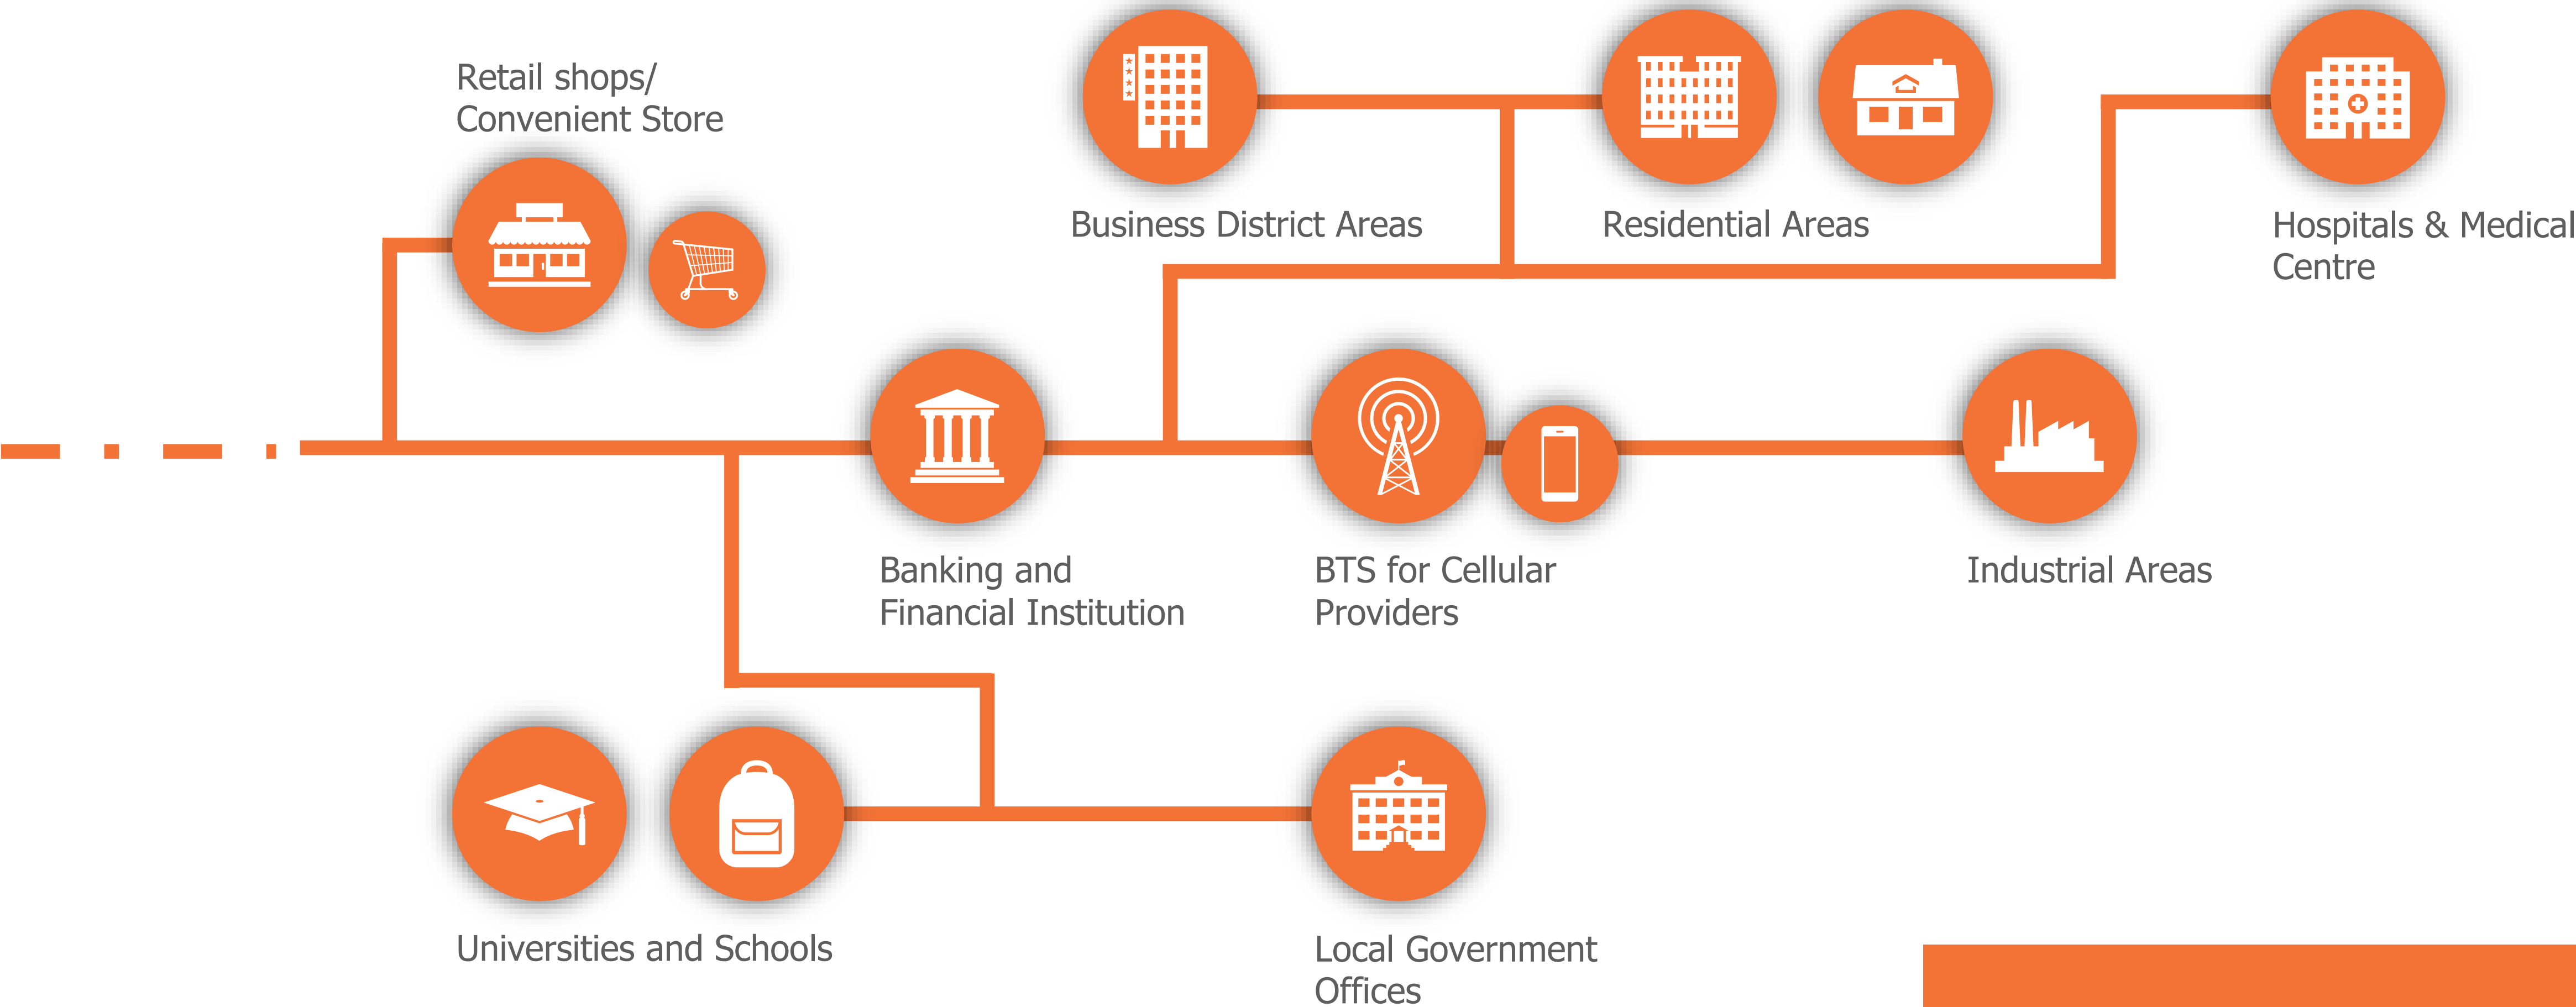 Retail shops/
Convenient Store
Business District Areas
Residential Areas
Hospitals & Medical
Centre
Banking and
Financial Institution
BTS for Cellular
Providers
Industrial Areas
Universities and Schools
Local Government
Offices